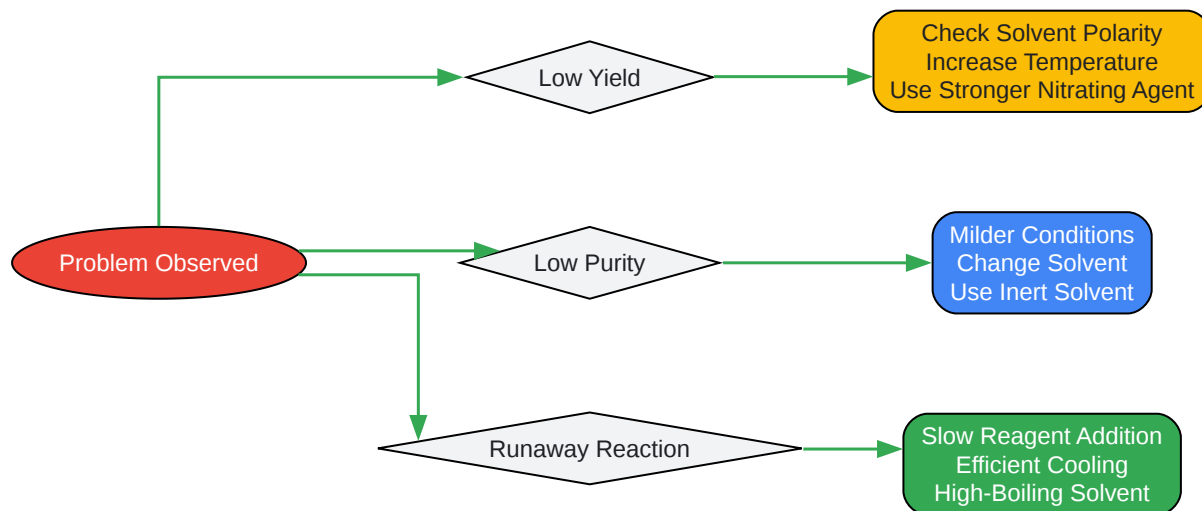 Low Yield
Check Solvent Polarity
Increase Temperature
Use Stronger Nitrating Agent
Problem Observed
Low Purity
Milder Conditions
Change Solvent
Use Inert Solvent
Runaway Reaction
Slow Reagent Addition
Efficient Cooling
High-Boiling Solvent